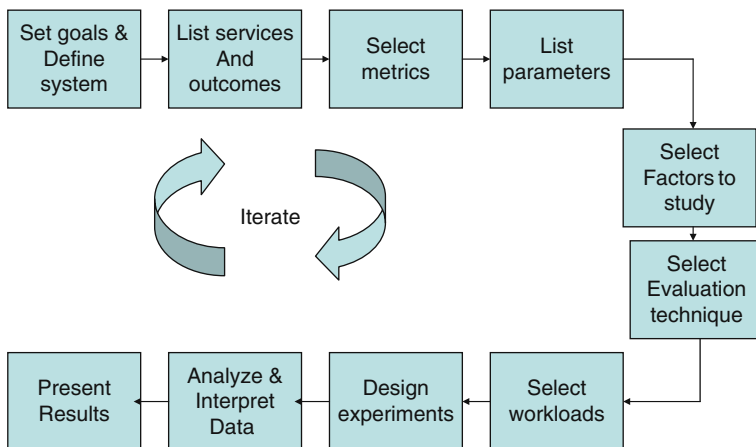 Set goals &
Define
system
List services
And
outcomes
Select
metrics
List
parameters
Select
Factors to
study
Iterate
Select
Evaluation
technique
Present
Results
Analyze &
Interpret
Data
Design
experiments
Select
workloads